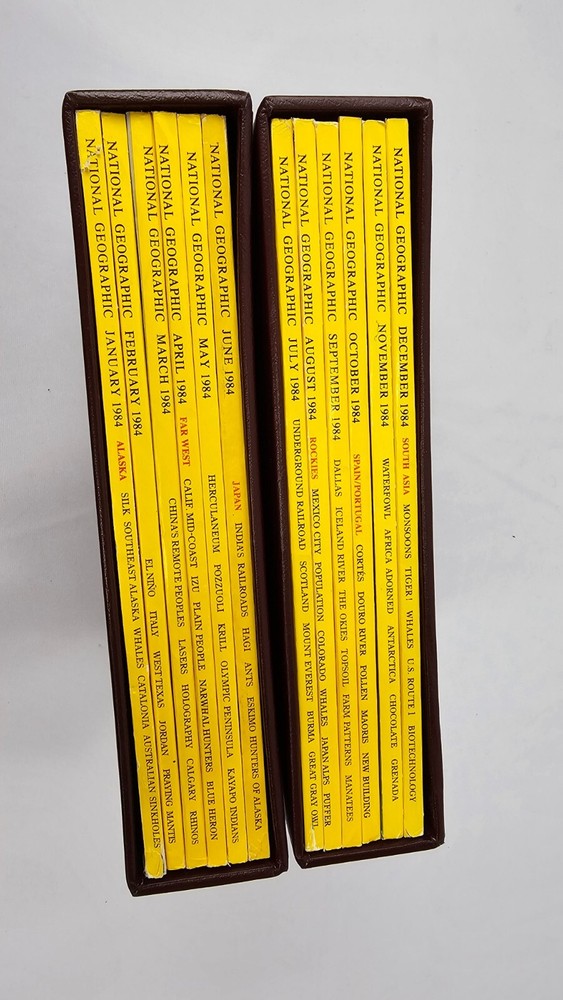 NATIONAL GEOGRAPHIC JANUARY 1984 ALASKA SILK SOUTHEAST ALASKA WHALES CATALONIA AUSTRALIAN SINKHOLES
NATIONAL GEOGRAPHIC FEBRUARY 1984 EL NIÑO ITALY WEST TEXAS JORDAN PRAYING MANTIS
NATIONAL GEOGRAPHIC MARCH 1984 CHINA'S REMOTE PEOPLES LASERS HOLOGRAPHY CALGARY RHINOS
NATIONAL GEOGRAPHIC APRIL 1984 FAR WEST CALIF. MID-COAST IZU PLAIN PEOPLE NARWHAL HUNTERS BLUE HERON
NATIONAL GEOGRAPHIC MAY 1984 HERCULANEUM POZZUOLI KRILL OLYMPIC PENINSULA KAYAPO INDIANS
NATIONAL GEOGRAPHIC JUNE 1984 JAPAN INDIA'S RAILROADS HAGI ANTS ESKIMO HUNTERS OF ALASKA
NATIONAL GEOGRAPHIC JULY 1984 UNDERGROUND RAILROAD SCOTLAND MOUNT EVEREST BURMA GREAT GRAY OWL
NATIONAL GEOGRAPHIC AUGUST 1984 ROCKIES MEXICO CITY POPULATION COLORADO WHALES JAPAN ALPS PUFFER
NATIONAL GEOGRAPHIC SEPTEMBER 1984 DALLAS ICELAND RIVER THE OKIES TOPSOIL FARM PATTERNS MANATEES
NATIONAL GEOGRAPHIC OCTOBER 1984 SPAIN/PORTUGAL CORTÉS DOURO RIVER POLLEN MAORIS NEW BUILDING
NATIONAL GEOGRAPHIC NOVEMBER 1984 WATERFOWL AFRICA ADORNED ANTARCTICA CHOCOLATE GRENADA
NATIONAL GEOGRAPHIC DECEMBER 1984 SOUTH ASIA MONSOONS TIGER! WHALES U.S. ROUTE 1 BIOTECHNOLOGY